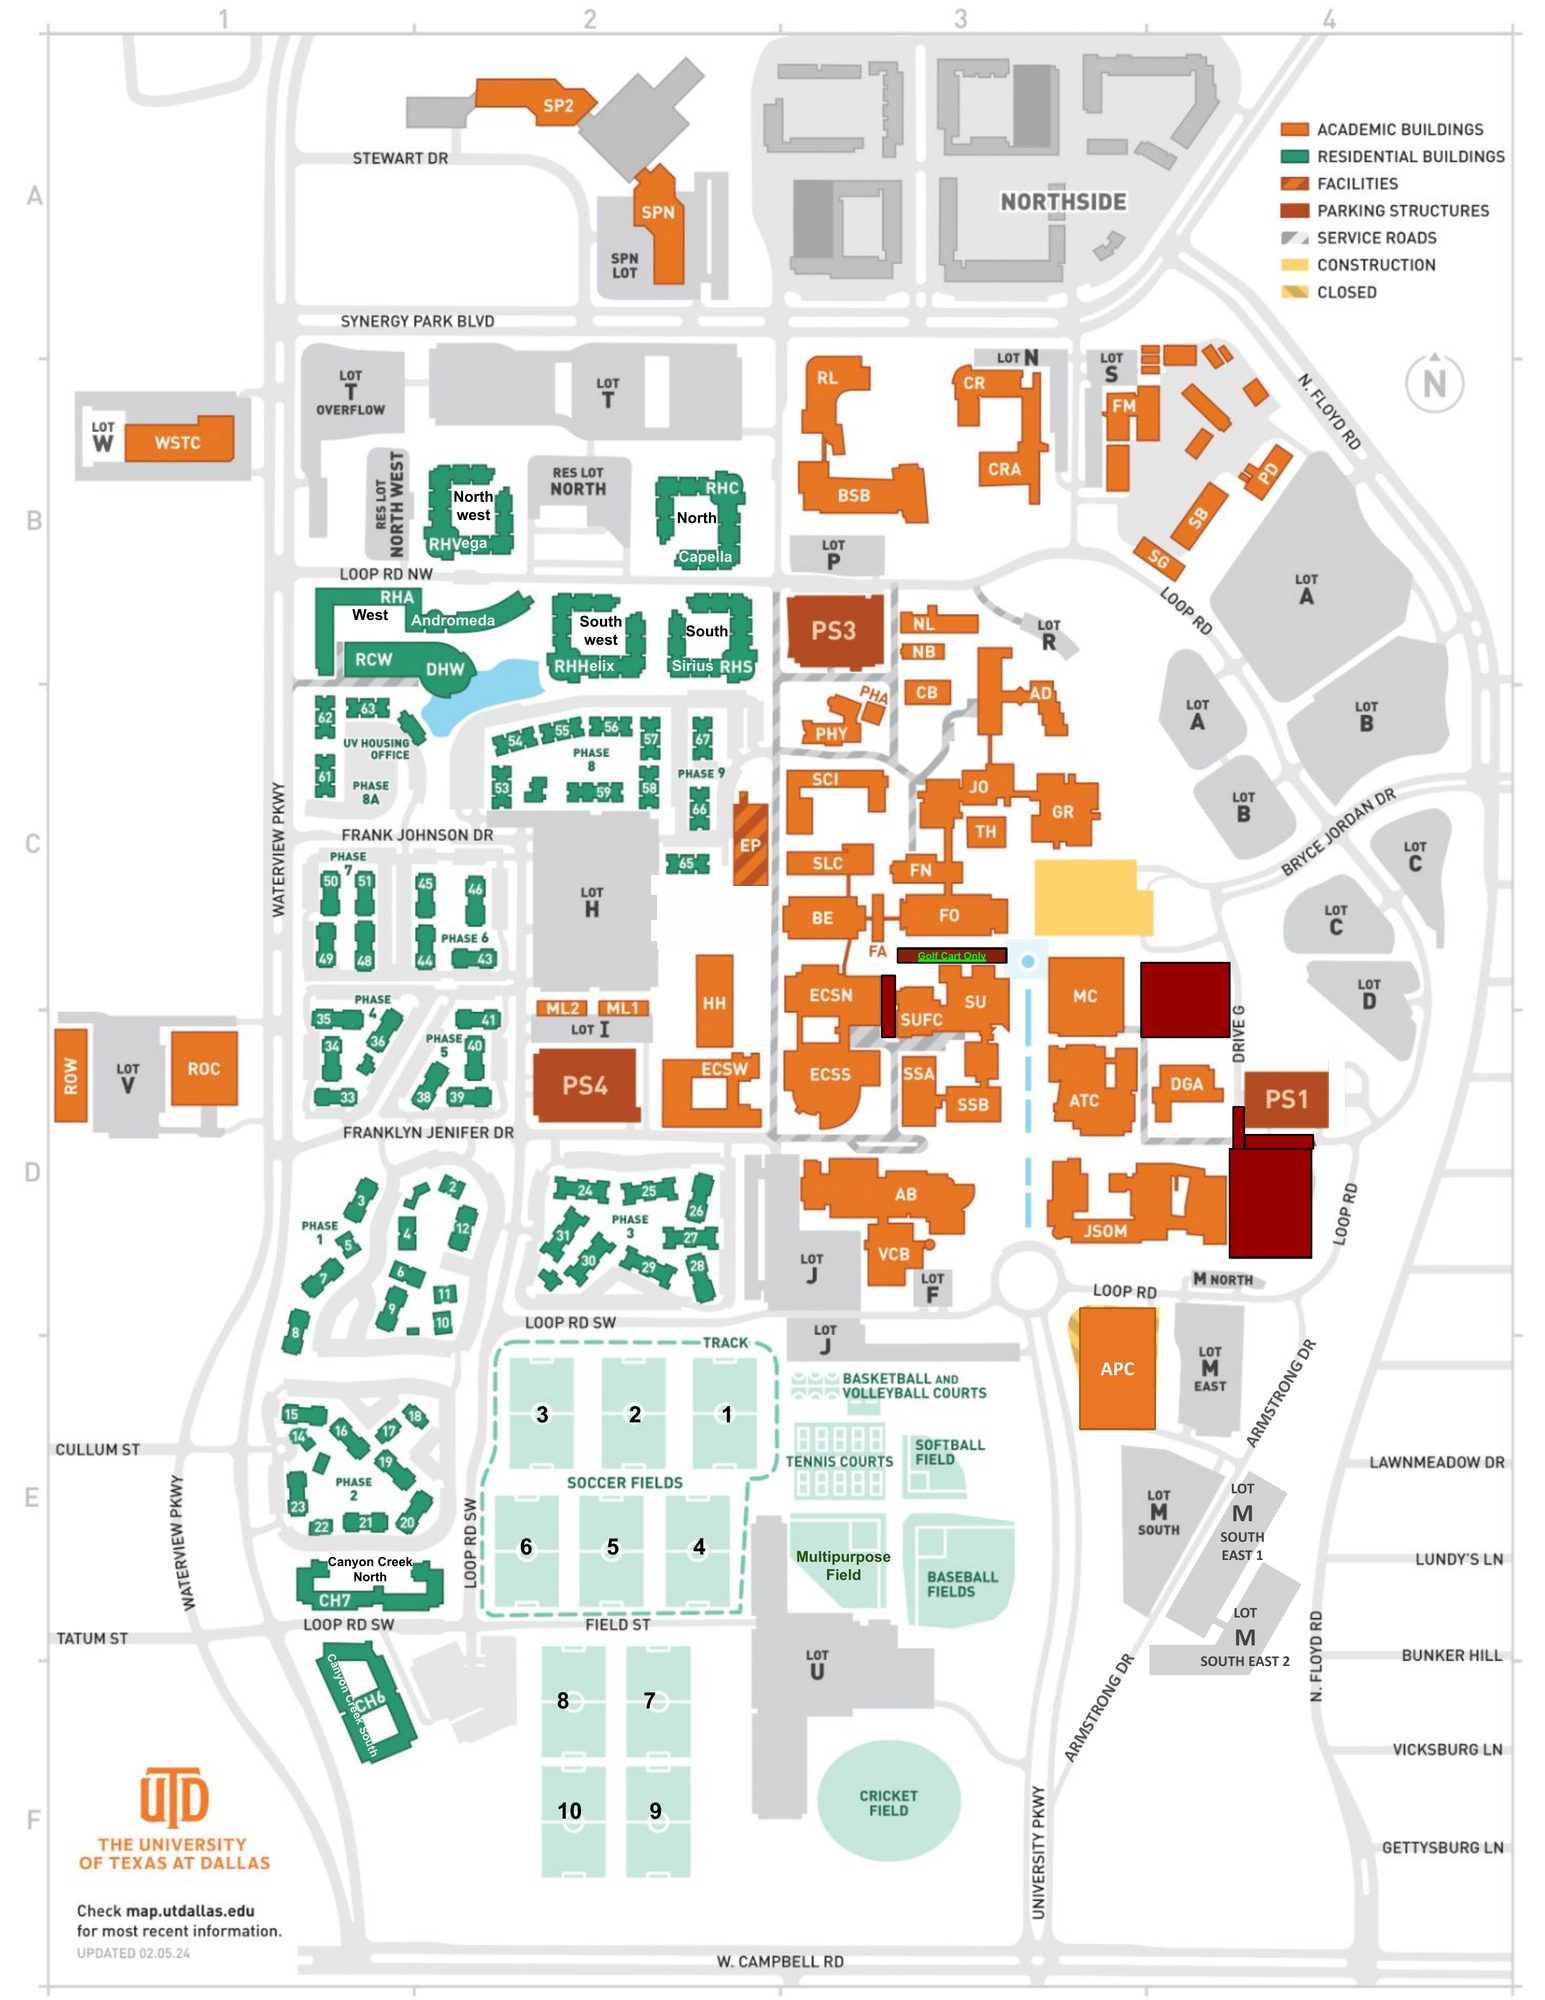 1 2 3 4
A
B
C
D
E
F
ACADEMIC BUILDINGS
RESIDENTIAL BUILDINGS
FACILITIES
PARKING STRUCTURES
SERVICE ROADS
CONSTRUCTION
CLOSED
N
SP2
STEWART DR
SPN
SPN
LOT
NORTHSIDE
SYNERGY PARK BLVD
N. FLOYD RD
LOT
T
OVERFLOW
LOT
T
RL
CR
LOT N
LOT
S
FM
LOT
W
WSTC
CRA
BSB
PD
SB
SG
RES LOT
NORTH WEST
North
west
RHVega
RES LOT
NORTH
RHC
North
Capella
LOT
P
LOT
A
LOOP RD NW
LOOP RD
RHA
West
Andromeda
RCW
DHW
South
west
RHHelix
South
Sirius RHS
PS3
NL
NB
CB
LOT
R
AD
PHA
PHY
LOT
A
LOT
B
62
63
UV HOUSING
OFFICE
61
PHASE
8A
54
55
56
57
PHASE
8
53
59
58
67
PHASE 9
66
65
EP
SCI
JO
GR
TH
LOT
B
BRYCE JORDAN DR
LOT
C
WATERVIEW PKWY
FRANK JOHNSON DR
PHASE
7
50
51
45
46
PHASE 6
49
48
44
43
LOT
H
SLC
FN
BE
FO
FA
Golf Cart Only
LOT
C
LOT
D
ECSN
SU
SUFC
MC
HH
ML2
ML1
LOT I
PHASE
4
35
36
34
33
PHASE
5
41
40
38
39
ROW
LOT
V
ROC
PS4
ECSW
ECSS
SSA
SSB
ATC
DGA
DRIVE G
PS1
FRANKLYN JENIFER DR
PHASE
1
3
2
4
12
5
7
6
9
11
10
8
24
25
26
PHASE
3
31
30
27
29
28
AB
VCB
LOT
J
LOT
F
JSOM
LOOP RD
M NORTH
LOOP RD
LOOP RD SW
LOT
J
TRACK
APC
LOT
M
EAST
ARMSTRONG DR
BASKETBALL AND
VOLLEYBALL COURTS
3
2
1
SOCCER FIELDS
6
5
4
TENNIS COURTS
SOFTBALL
FIELD
Multipurpose
Field
BASEBALL
FIELDS
CULLUM ST
15
14
16
17
18
19
PHASE
2
23
22
21
20
WATERVIEW PKWY
LOOP RD SW
Canyon Creek
North
CH7
LOOP RD SW
TATUM ST
FIELD ST
LOT
M
SOUTH
LOT
M
SOUTH
EAST 1
LOT
M
SOUTH EAST 2
LAWNMEADOW DR
LUNDY'S LN
BUNKER HILL
VICKSBURG LN
GETTYSBURG LN
N. FLOYD RD
ARMSTRONG DR
UNIVERSITY PKWY
Canyon Creek South
CH6
8
7
10
9
LOT
U
CRICKET
FIELD
UTD
THE UNIVERSITY
OF TEXAS AT DALLAS
Check map.utdallas.edu
for most recent information.
UPDATED 02.05.24
W. CAMPBELL RD